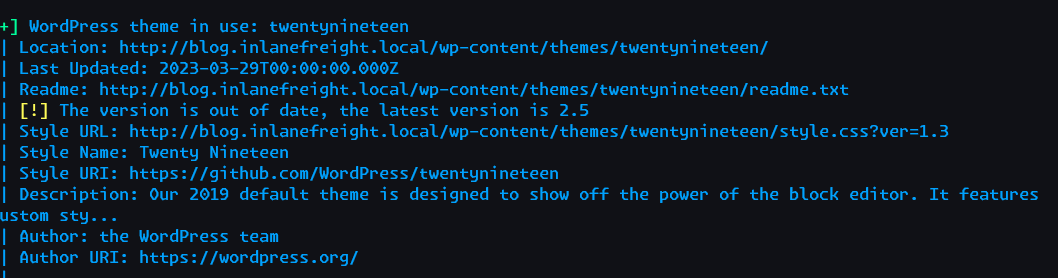 +] WordPress theme in use: twentynineteen
| Location: http://blog.inlanefreight.local/wp-content/themes/twentynineteen/
| Last Updated: 2023-03-29T00:00:00.000Z
| Readme: http://blog.inlanefreight.local/wp-content/themes/twentynineteen/readme.txt
| [!] The version is out of date, the latest version is 2.5
| Style URL: http://blog.inlanefreight.local/wp-content/themes/twentynineteen/style.css?ver=1.3
| Style Name: Twenty Nineteen
| Style URI: https://github.com/WordPress/twentynineteen
| Description: Our 2019 default theme is designed to show off the power of the block editor. It features
ustom sty...
| Author: the WordPress team
| Author URI: https://wordpress.org/
|